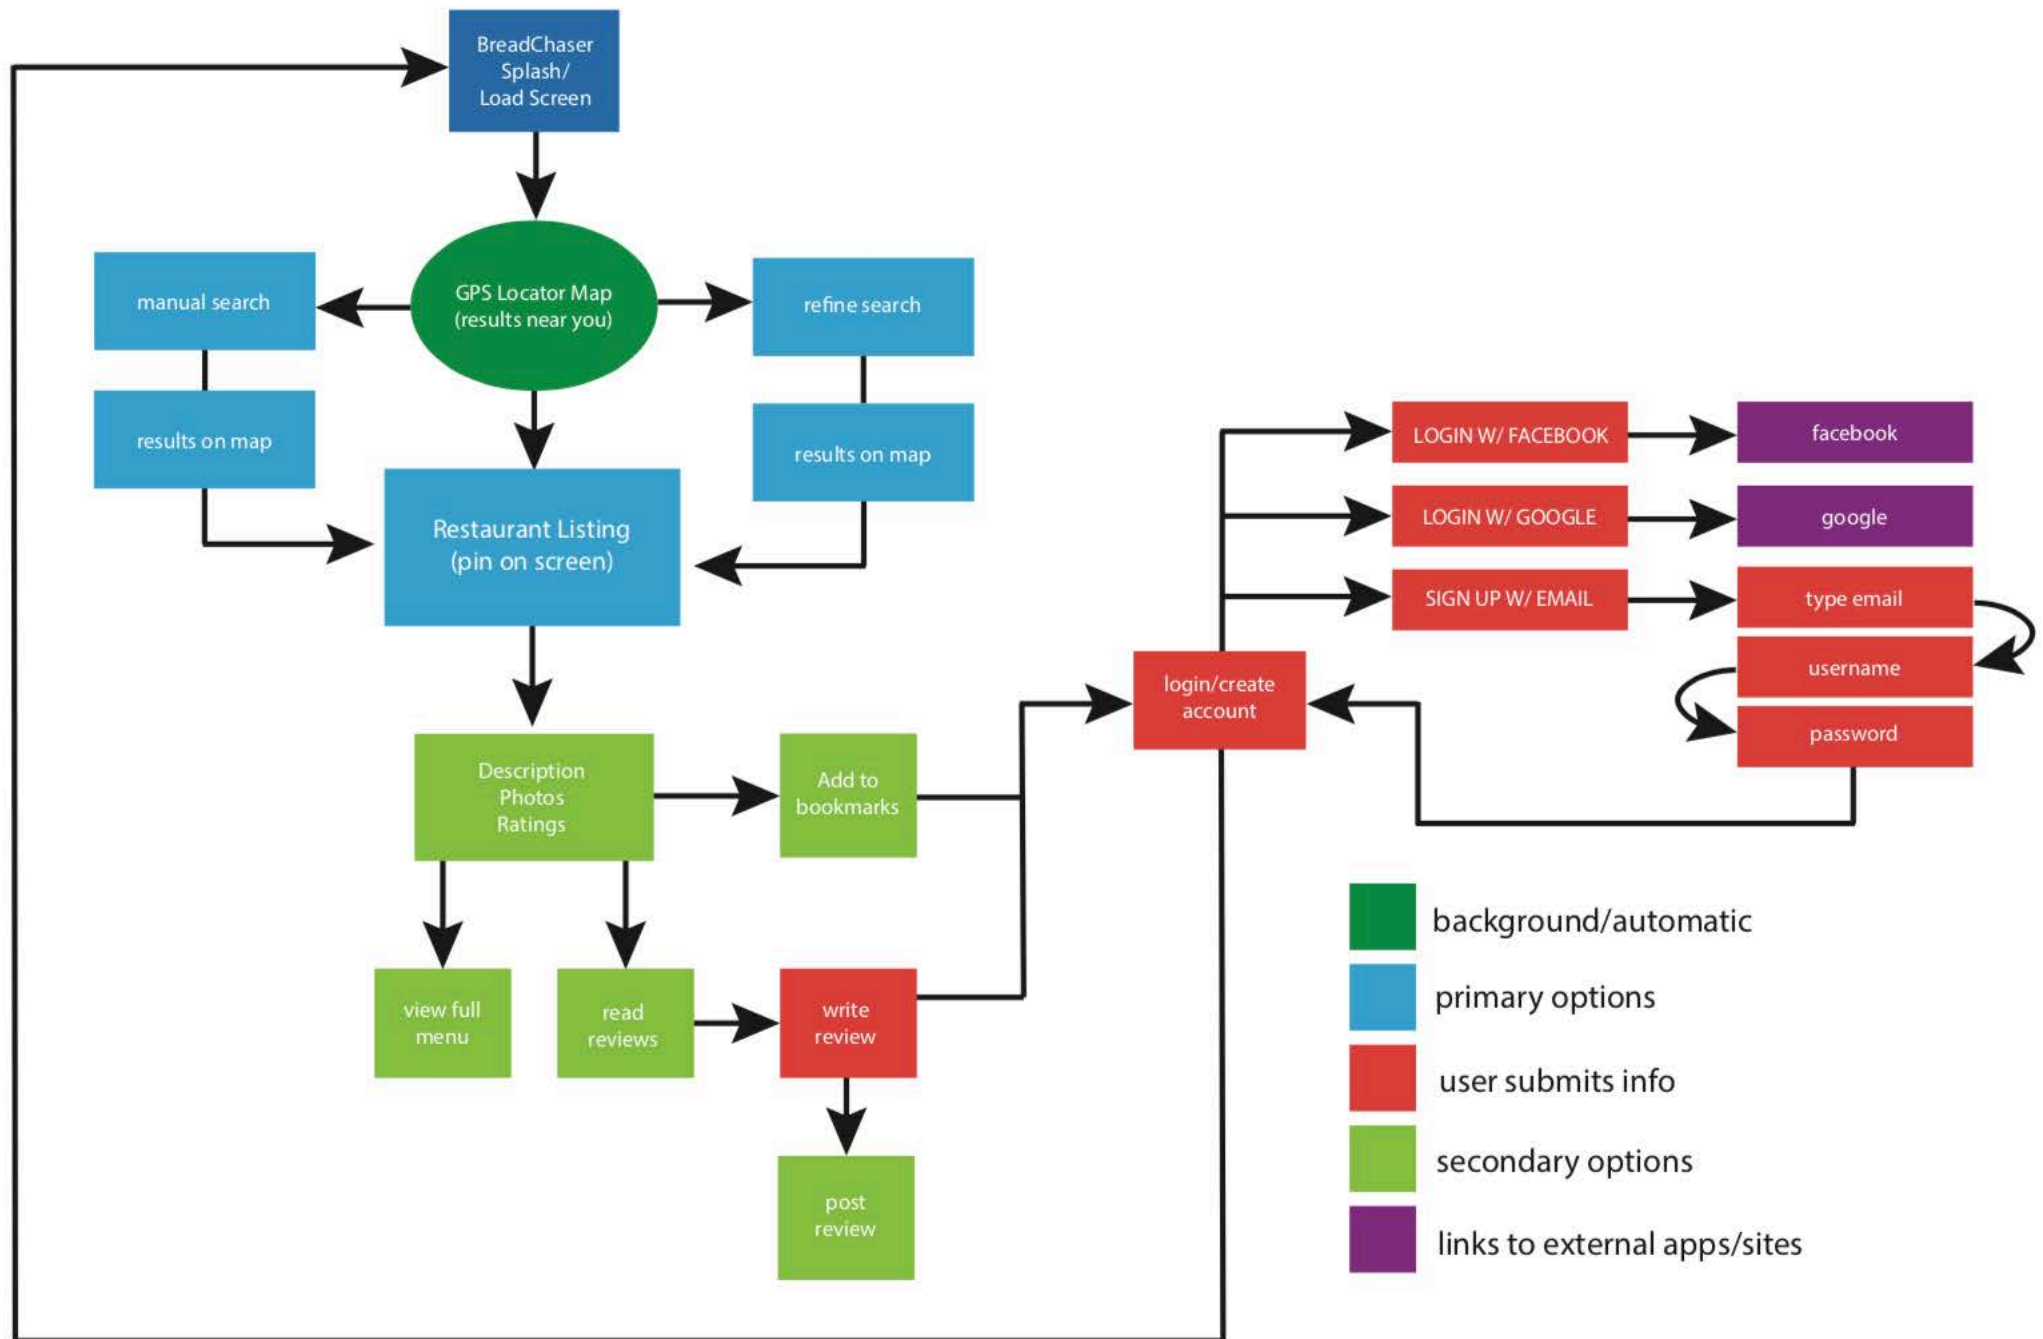 BreadChaser
Splash/
Load Screen
GPS Locator Map
(results near you)
manual search
refine search
results on map
results on map
Restaurant Listing
(pin on screen)
Description
Photos
Ratings
Add to
bookmarks
view full
menu
read
reviews
write
review
post
review
login/create
account
LOGIN W/ FACEBOOK
facebook
LOGIN W/ GOOGLE
google
SIGN UP W/ EMAIL
type email
username
password
background/automatic
primary options
user submits info
secondary options
links to external apps/sites